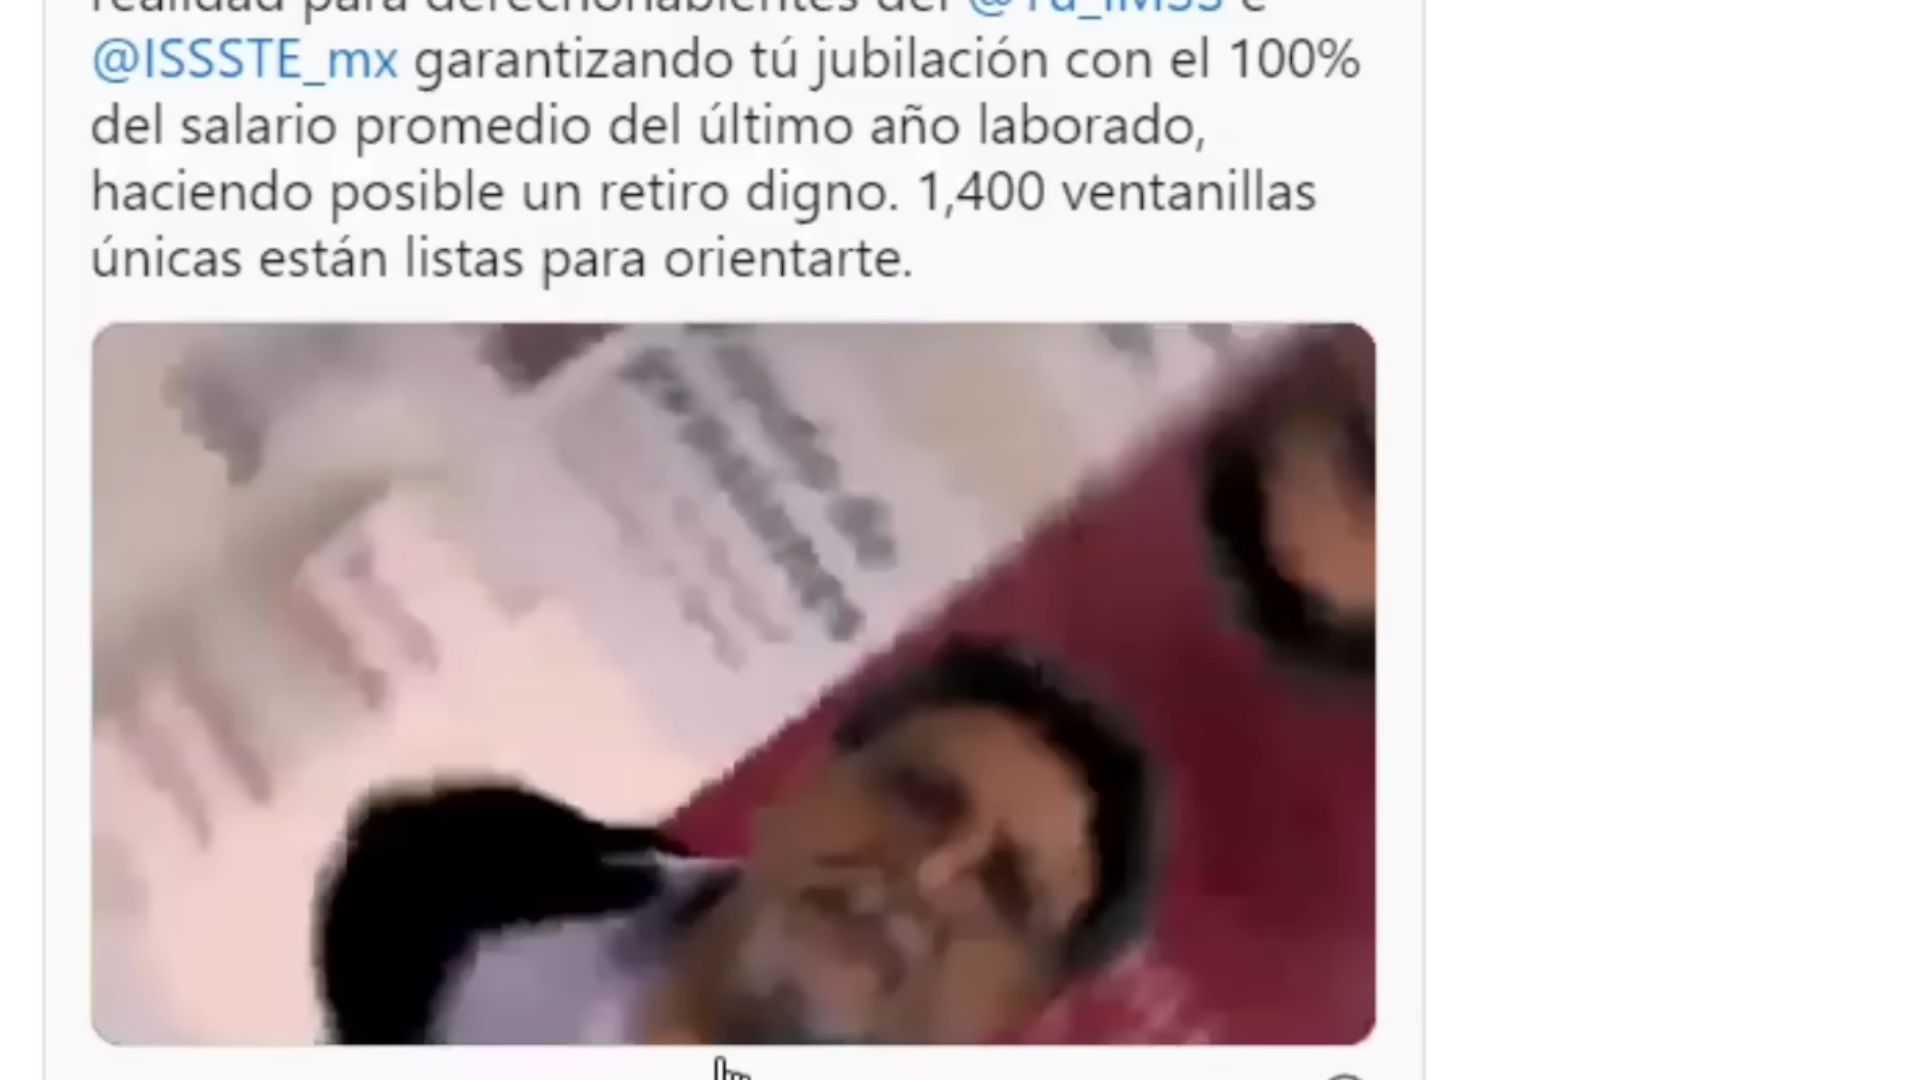 realidad para derechohabientes del @Tu_IMSS e
@ISSSTE_mx garantizando tú jubilación con el 100%
del salario promedio del último año laborado,
haciendo posible un retiro digno. 1,400 ventanillas
únicas están listas para orientarte.